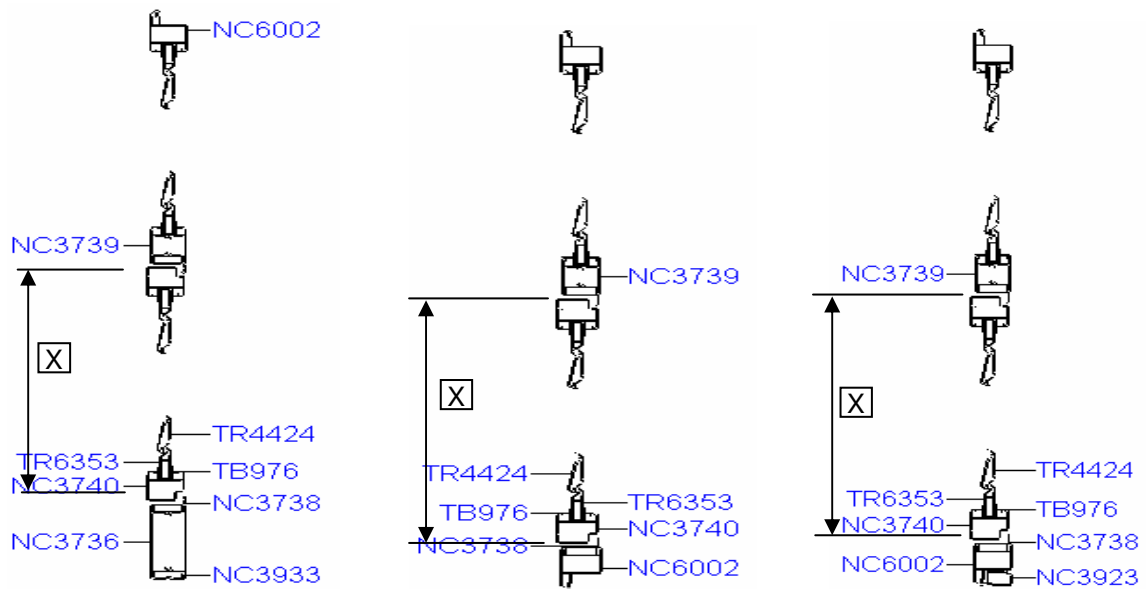 NC6002
NC3739
X
TR4424
TR6353
TB976
NC3740
NC3738
NC3736
NC3933
NC3739
X
TR4424
TR6353
TB976
NC3740
NC3738
NC6002
NC3739
X
TR4424
TR6353
TB976
NC3740
NC3738
NC6002
NC3923